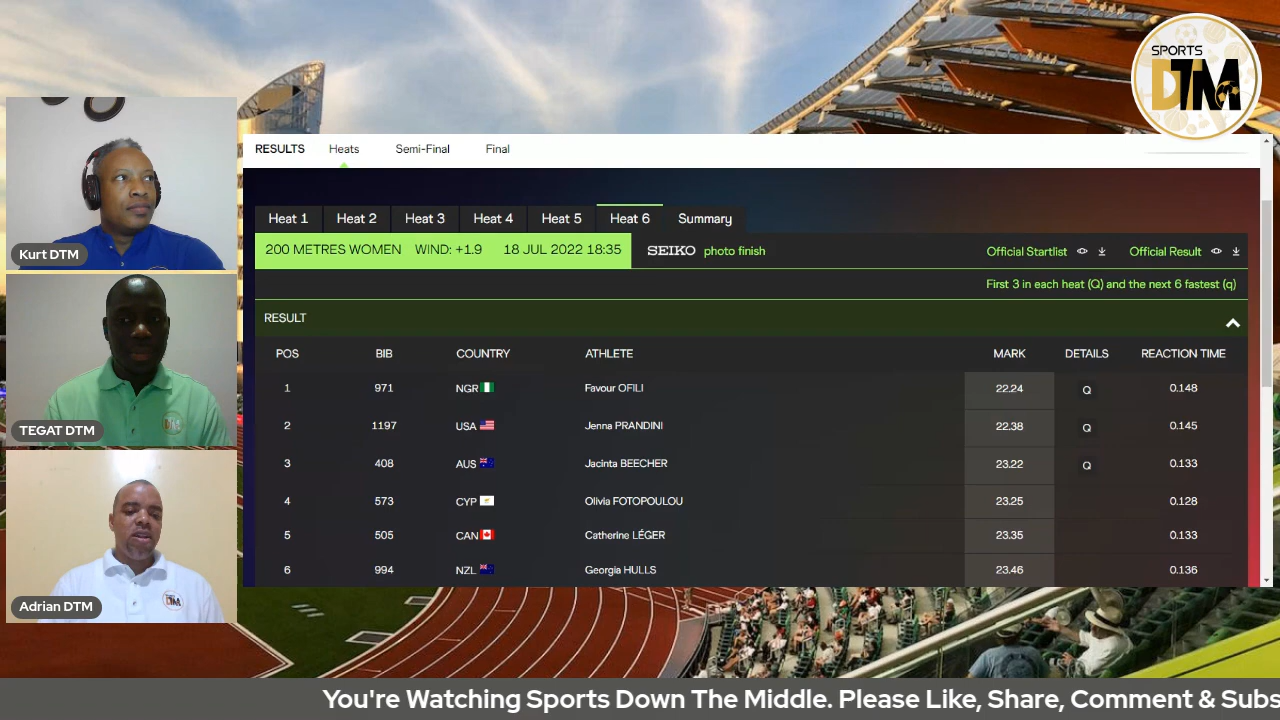 SPORTS
DTM
RESULTS Heats Semi-Final Final
Heat 1 Heat 2 Heat 3 Heat 4 Heat 5 Heat 6 Summary
200 METRES WOMEN WIND: +1.9 18 JUL 2022 18:35 SEIKO photo finish Official Startlist Official Result
First 3 in each heat (Q) and the next 6 fastest (q)
RESULT
POS BIB COUNTRY ATHLETE MARK DETAILS REACTION TIME
1 971 NGR Favour OFILI 22.24 Q 0.148
2 1197 USA Jenna PRANDINI 22.38 Q 0.145
3 408 AUS Jacinta BEECHER 23.22 Q 0.133
4 573 CYP Olivia FOTOPOULOU 23.25 0.128
5 505 CAN Catherine LÉGER 23.35 0.133
6 994 NZL Georgia HULLS 23.46 0.136
Kurt DTM
DTM
TEGAT DTM
DTM
Adrian DTM
You're Watching Sports Down The Middle. Please Like, Share, Comment & Subs